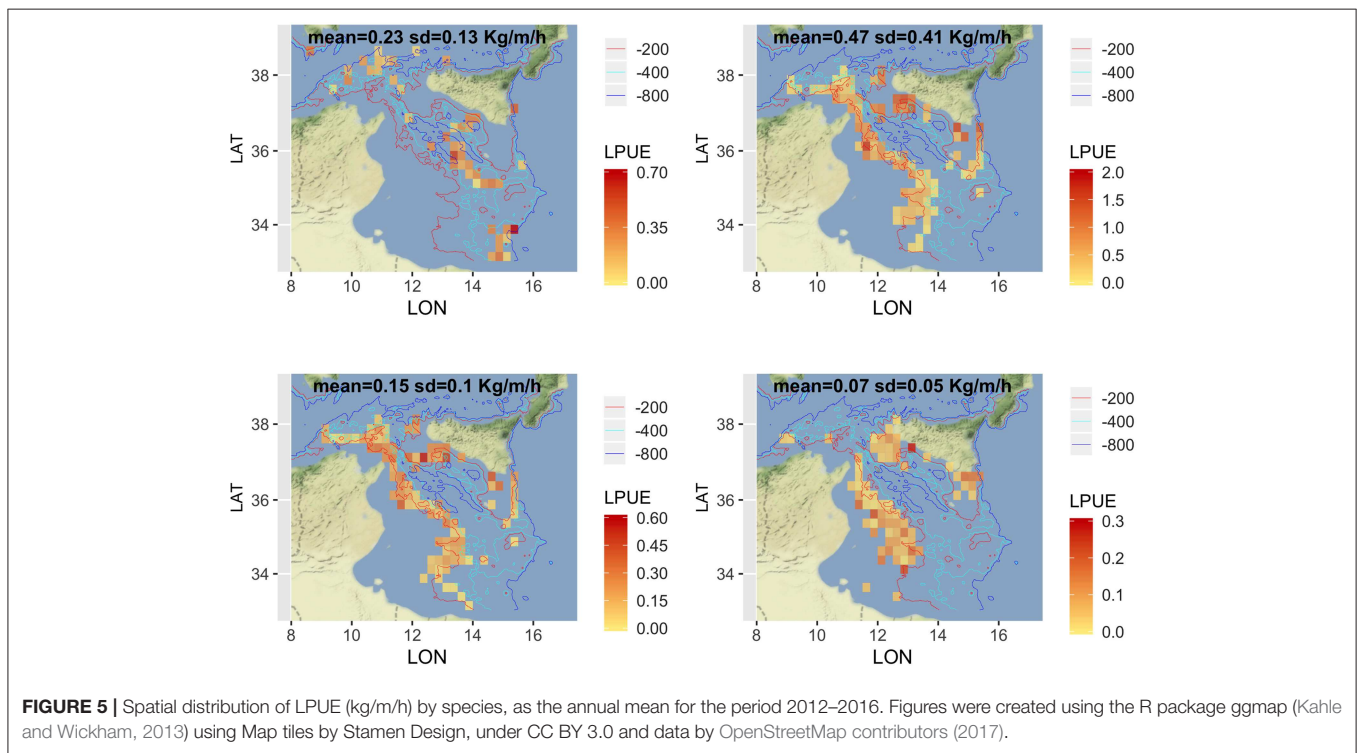 mean=0.23 sd=0.13 Kg/m/h
38
36
34
LAT
8 10 12 14 16
LON
-200
-400
-800
LPUE
0.70
0.35
0.00
mean=0.47 sd=0.41 Kg/m/h
38
36
34
LAT
8 10 12 14 16
LON
-200
-400
-800
LPUE
2.0
1.5
1.0
0.5
0.0
mean=0.15 sd=0.1 Kg/m/h
38
36
34
LAT
8 10 12 14 16
LON
-200
-400
-800
LPUE
0.60
0.45
0.30
0.15
0.00
mean=0.07 sd=0.05 Kg/m/h
38
36
34
LAT
8 10 12 14 16
LON
-200
-400
-800
LPUE
0.3
0.2
0.1
0.0
FIGURE 5 | Spatial distribution of LPUE (kg/m/h) by species, as the annual mean for the period 2012–2016. Figures were created using the R package ggmap (Kahle
and Wickham, 2013) using Map tiles by Stamen Design, under CC BY 3.0 and data by OpenStreetMap contributors (2017).